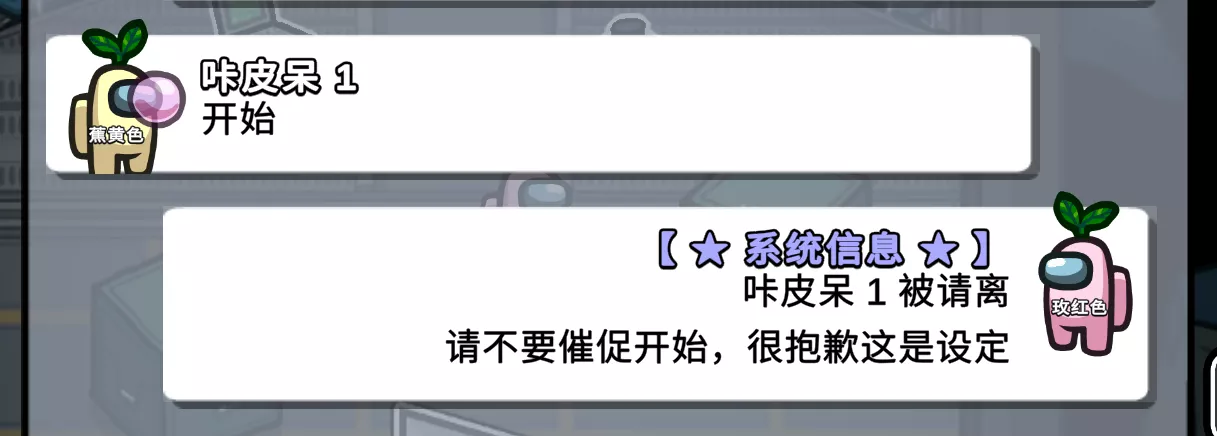 咔皮呆 1
开始
蕉黄色
【 ★ 系统信息 ★ 】
咔皮呆 1 被请离
请不要催促开始，很抱歉这是设定
玫红色